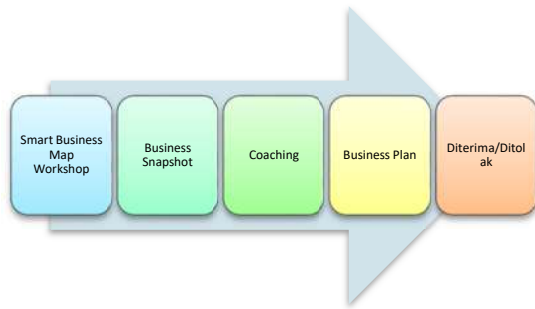 Smart Business
Map
Workshop
Business
Snapshot
Coaching
Business Plan
Diterima/Ditol
ak